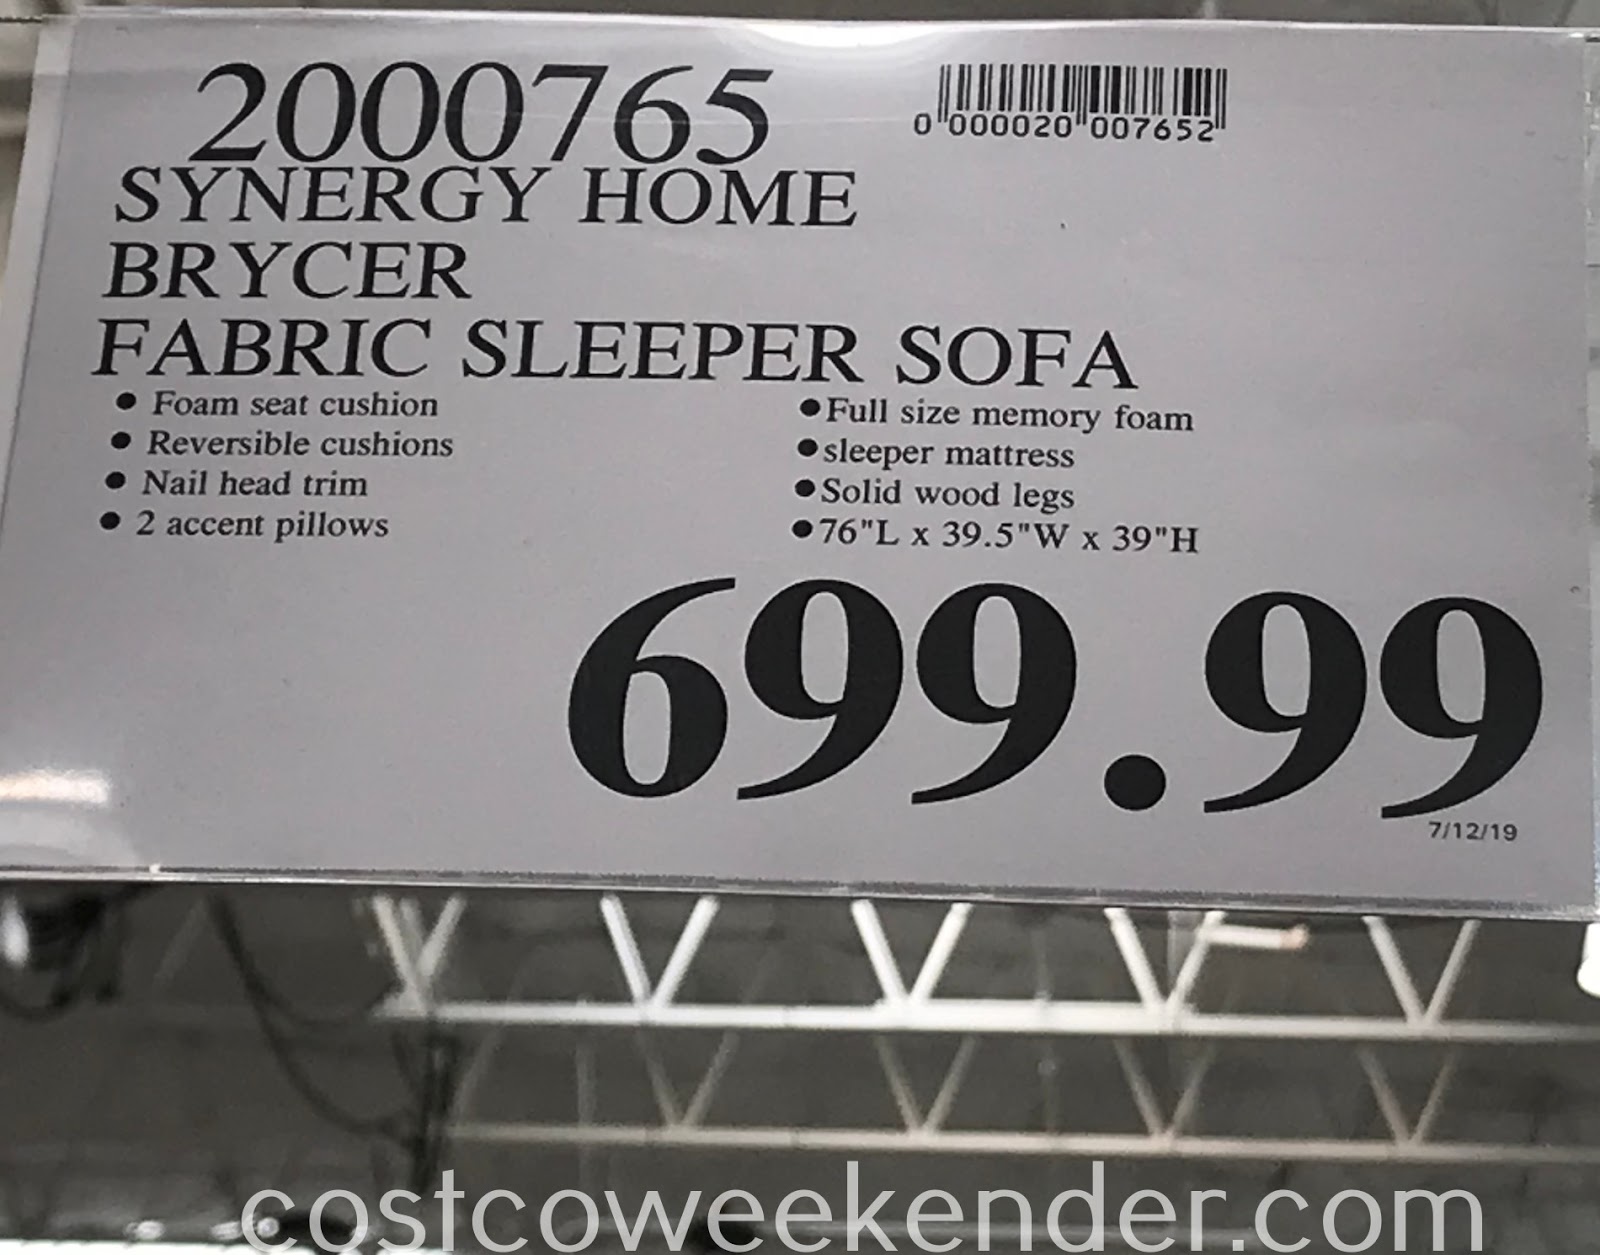 2000765
0 000020 007652
SYNERGY HOME
BRYCER
FABRIC SLEEPER SOFA
● Foam seat cushion
● Reversible cushions
● Nail head trim
● 2 accent pillows
● Full size memory foam
● sleeper mattress
● Solid wood legs
● 76"L x 39.5"W x 39"H
699.99
7/12/19
costcoweekender.com